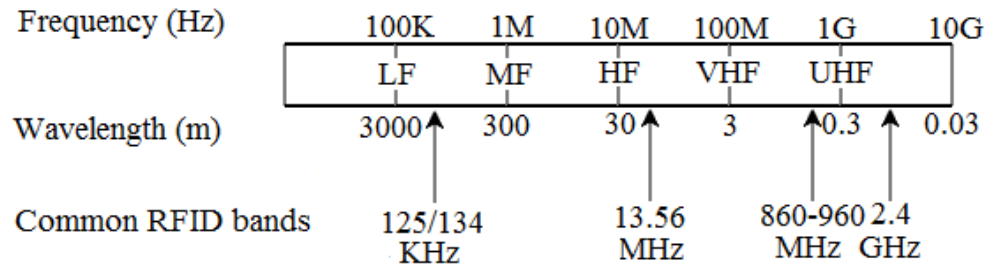 Frequency (Hz) 100K 1M 10M 100M 1G 10G
LF MF HF VHF UHF
Wavelength (m) 3000 300 30 3 0.3 0.03
Common RFID bands 125/134 13.56 860-960 2.4
KHz MHz MHz GHz